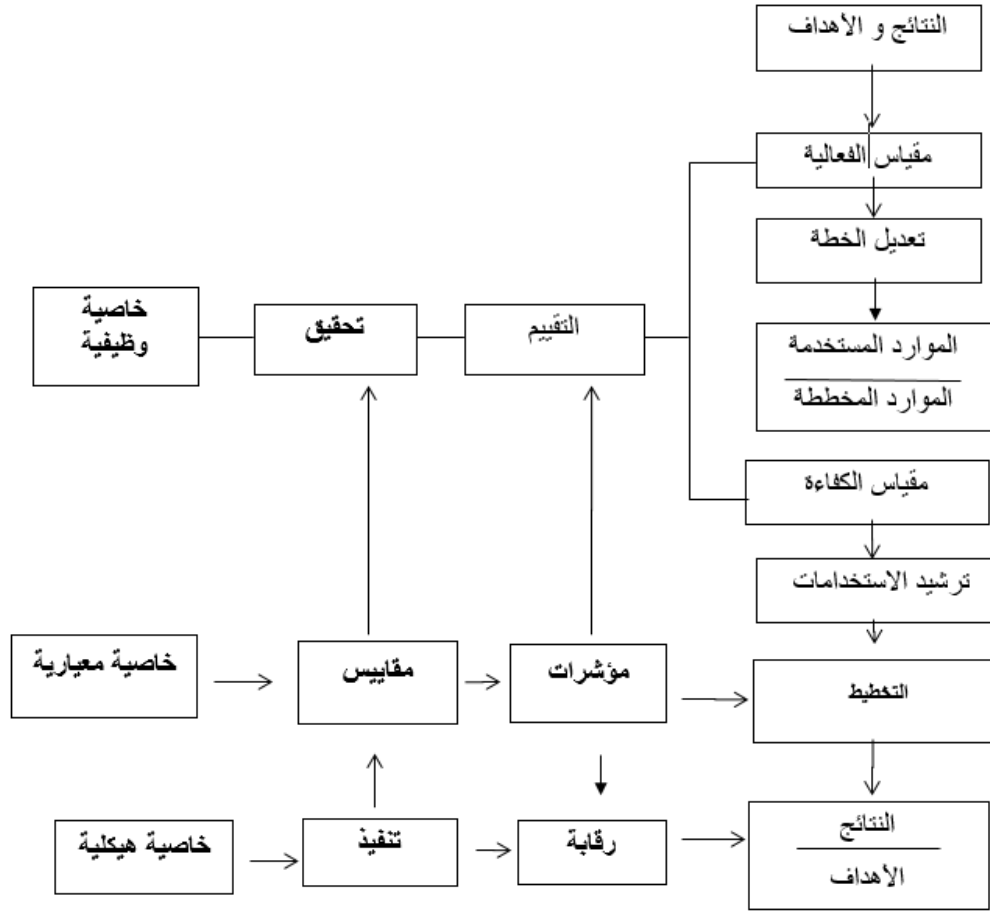 النتائج و الأهداف
مقياس الفعالية
تعديل الخطة
خاصية
وظيفية
تحقيق
التقييم
الموارد المستخدمة
الموارد المخططة
مقياس الكفاءة
ترشيد الاستخدامات
خاصية معيارية
مقاييس
مؤشرات
التخطيط
خاصية هيكلية
تنفيذ
رقابة
النتائج
الأهداف